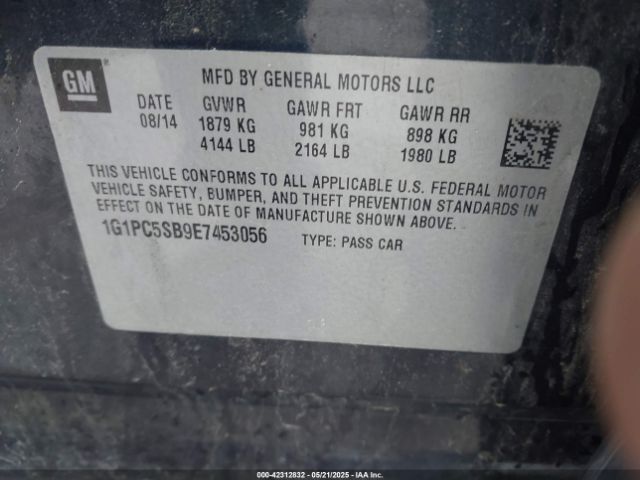 GM
MFD BY GENERAL MOTORS LLC
DATE GVWR GAWR FRT GAWR RR
08/14 1879 KG 981 KG 898 KG
4144 LB 2164 LB 1980 LB
THIS VEHICLE CONFORMS TO ALL APPLICABLE U.S. FEDERAL MOTOR
VEHICLE SAFETY, BUMPER, AND THEFT PREVENTION STANDARDS IN
EFFECT ON THE DATE OF MANUFACTURE SHOWN ABOVE.
1G1PC5SB9E7453056 TYPE: PASS CAR
000-42312832 - 05/21/2025 - IAA Inc.